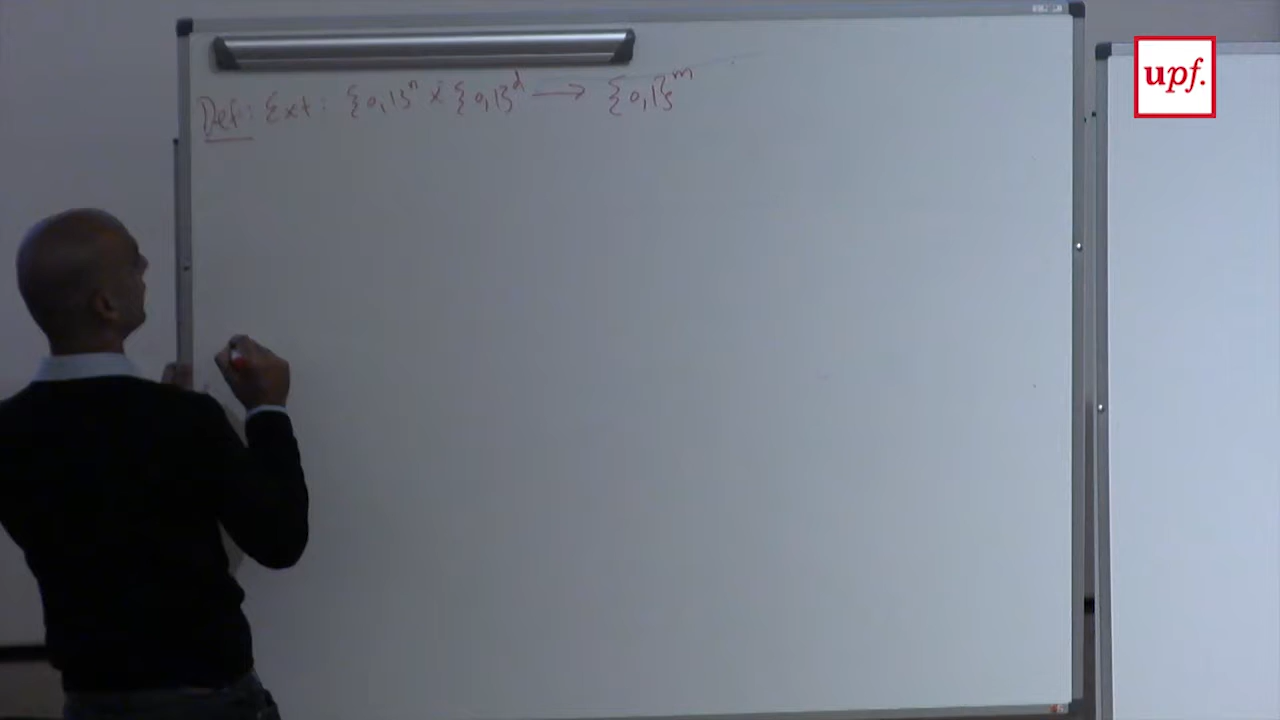 Def: Ext: {0,1}ⁿ × {0,1}ᵈ → {0,1}ᵐ
upf.